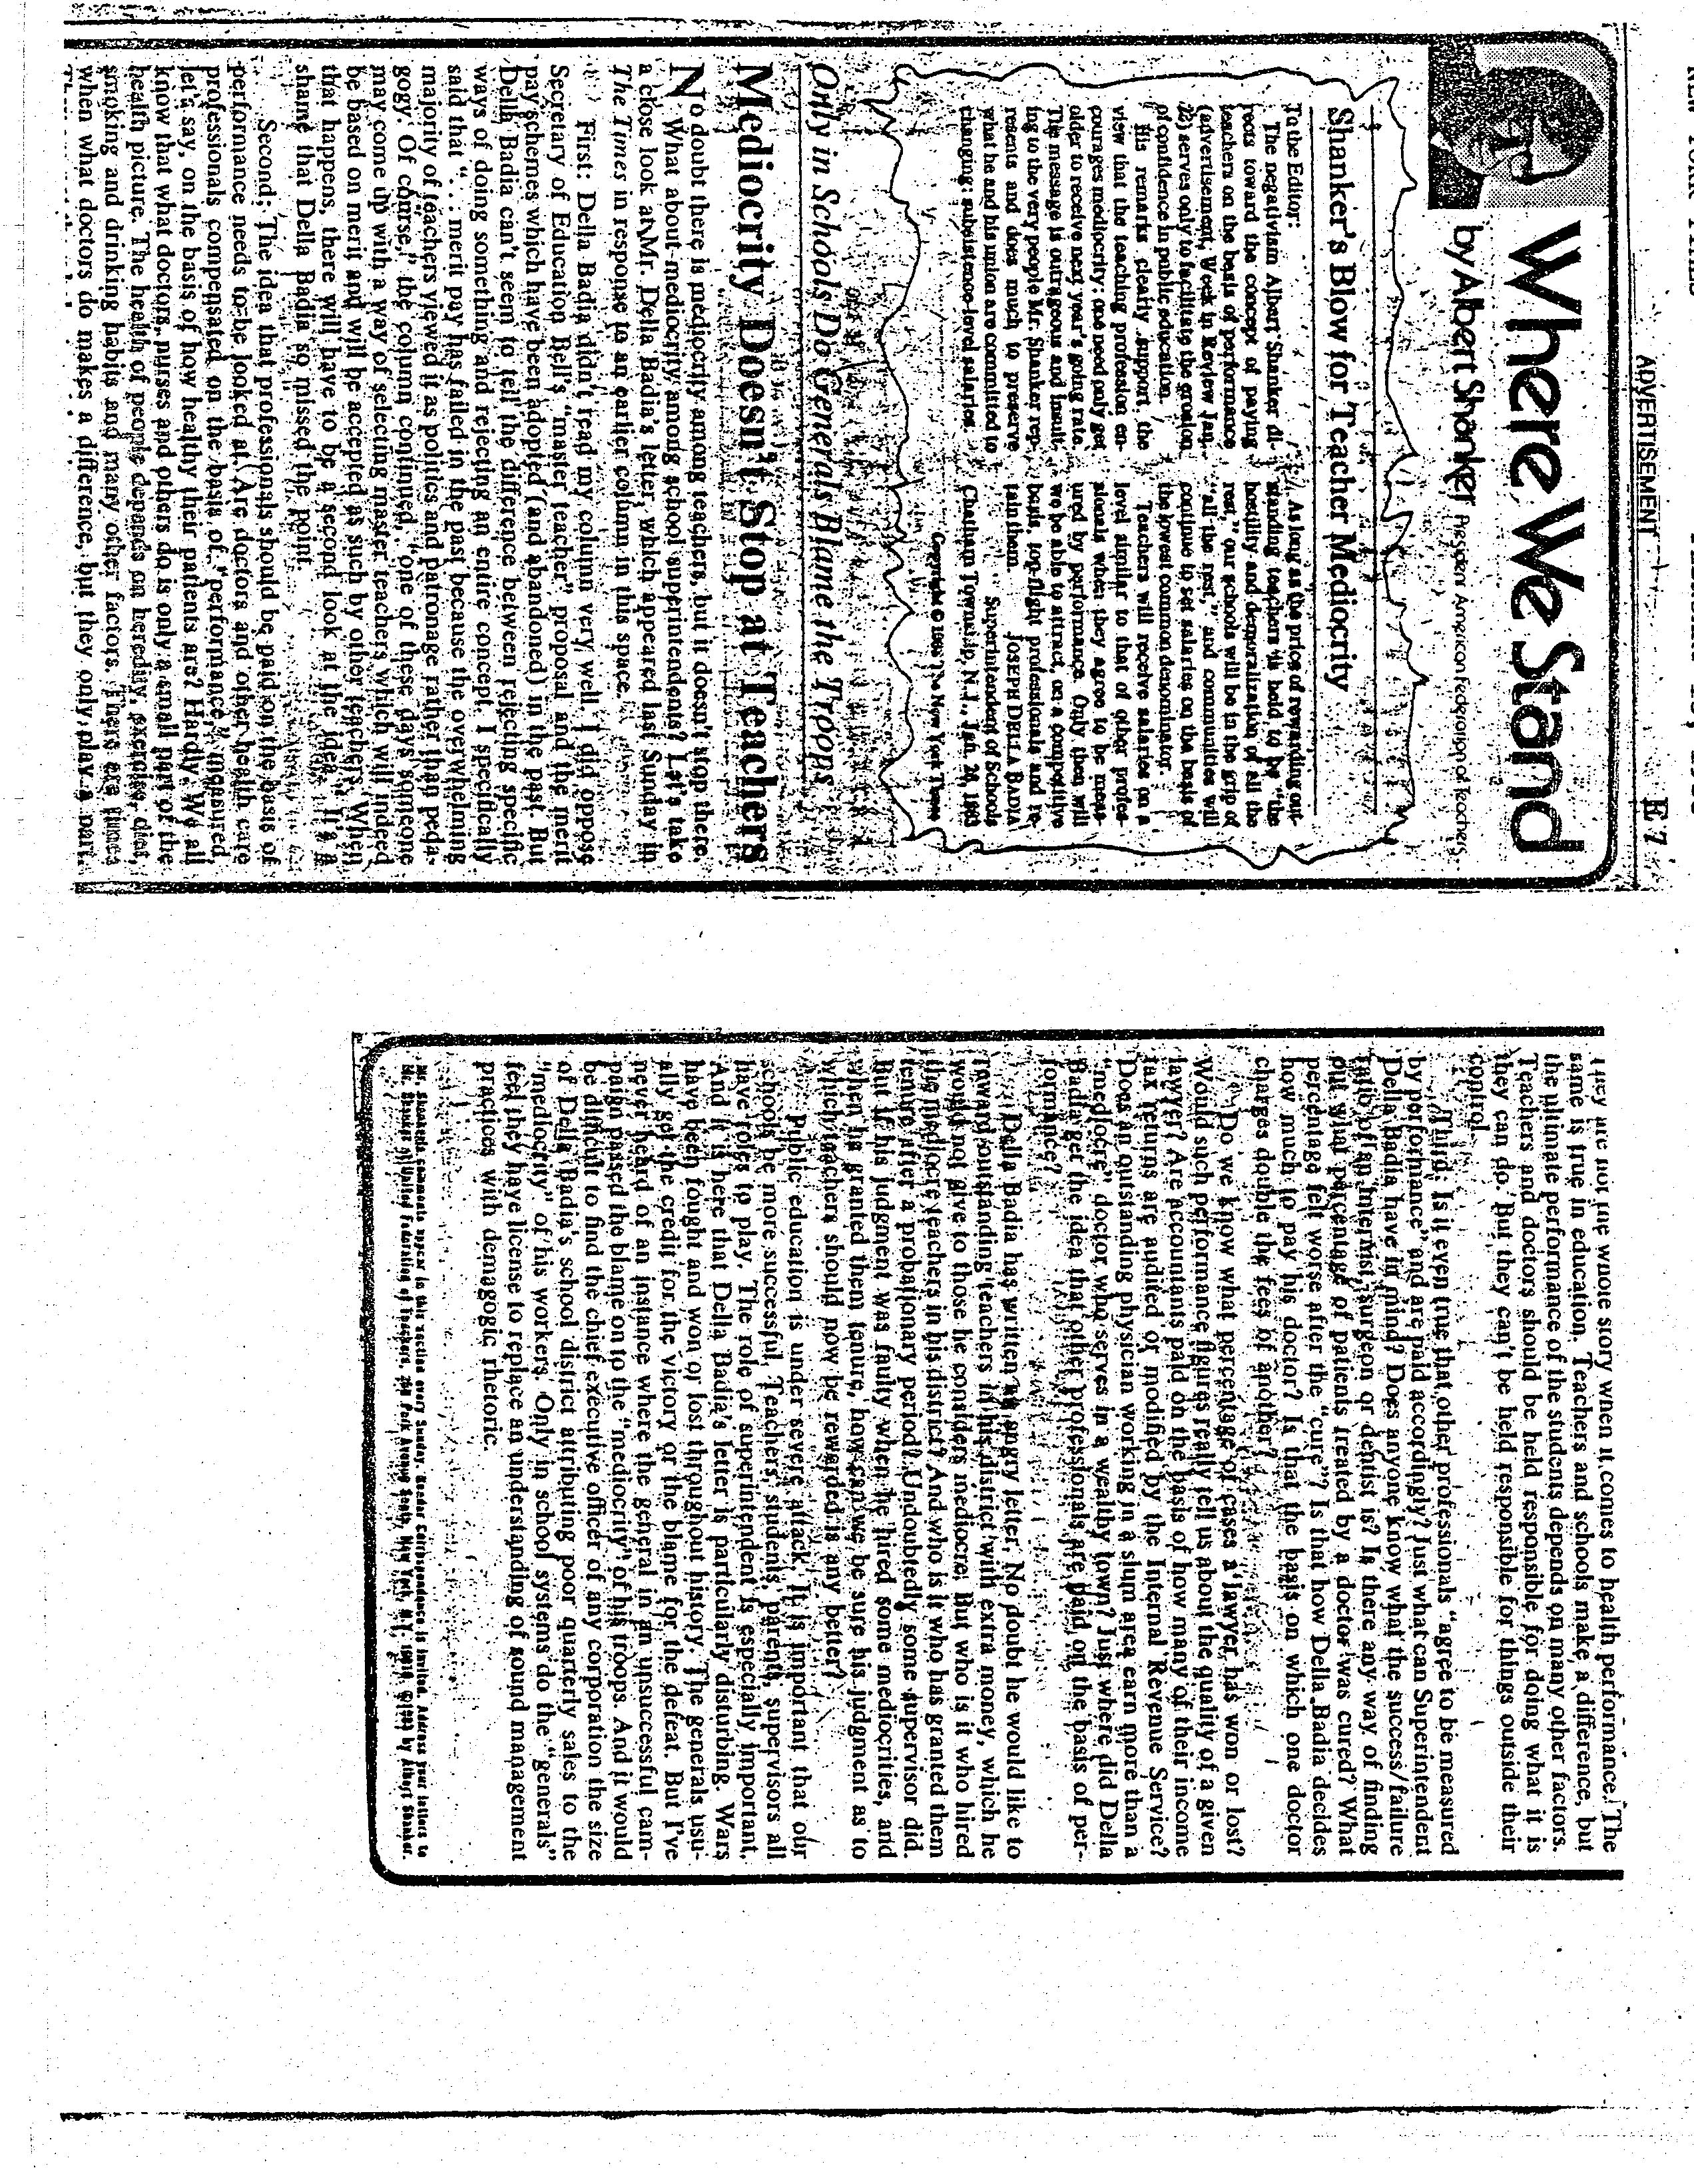 ADVERTISEMENT
E 7
Where We Stand
by Albert Shanker President, American Federation of Teachers
Shanker's Blow for Teacher Mediocrity
To the Editor:
The negativism Albert Shanker di-
rects toward the concept of paying
teachers on the basis of performance
(advertisement, Week in Review Jan.
22) serves only to facilitate the erosion
of confidence in public education.
His remarks clearly support the
view that the teaching profession en-
courages mediocrity: one need only get
older to receive next year's going rate.
The message is outrageous and insult-
ing to the very people Mr. Shanker rep-
resents and does much to preserve
what he and his union are committed to
changing: subsistence-level salaries.
As long as the price of rewarding out-
standing teachers is held to be "the
hostility and demoralization of all the
rest," our schools will be in the grip of
"all the rest," and communities will
continue to set salaries on the basis of
the lowest common denominator.
Teachers will receive salaries on a
level similar to that of other profes-
sionals when they agree to be meas-
ured by performance. Only then will
we be able to attract, on a competitive
basis, top-flight professionals and re-
tain them. JOSEPH DELLA BADIA
Superintendent of Schools
Chatham Township, N.J., Jan. 24, 1983
Copyright © 1983 The New York Times
Only in Schools Do Generals Blame the Troops
Mediocrity Doesn't Stop at Teachers
No doubt there is mediocrity among teachers, but it doesn't stop there.
What about mediocrity among school superintendents? Let's take
a close look at Mr. Della Badia's letter, which appeared last Sunday in
The Times in response to an earlier column in this space.
First: Della Badia didn't read my column very well. I did oppose
Secretary of Education Bell's "master teacher" proposal and the merit
pay schemes which have been adopted (and abandoned) in the past. But
Della Badia can't seem to tell the difference between rejecting specific
ways of doing something and rejecting an entire concept. I specifically
said that "... merit pay has failed in the past because the overwhelming
majority of teachers viewed it as politics and patronage rather than peda-
gogy. Of course," the column continued, "one of these days someone
may come up with a way of selecting master teachers which will indeed
be based on merit and will be accepted as such by other teachers. When
that happens, there will have to be a second look at the idea." It's a
shame that Della Badia so missed the point.
Second: The idea that professionals should be paid on the basis of
performance needs to be looked at. Are doctors and other health care
professionals compensated on the basis of "performance," measured,
let's say, on the basis of how healthy their patients are? Hardly. We all
know that what doctors, nurses and others do is only a small part of the
health picture. The health of people depends on heredity, exercise, diet,
smoking and drinking habits and many other factors. There are times
when what doctors do makes a difference, but they only play a part.
They are not the whole story when it comes to health performance. The
same is true in education. Teachers and schools make a difference, but
the ultimate performance of the students depends on many other factors.
Teachers and doctors should be held responsible for doing what it is
they can do. But they can't be held responsible for things outside their
control.
Third: Is it even true that other professionals "agree to be measured
by performance" and are paid accordingly? Just what can Superintendent
Della Badia have in mind? Does anyone know what the success/failure
ratio of an internist, surgeon or dentist is? Is there any way of finding
out what percentage of patients treated by a doctor was cured? What
percentage felt worse after the "cure"? Is that how Della Badia decides
how much to pay his doctor? Is that the basis on which one doctor
charges double the fees of another?
Do we know what percentage of cases a lawyer has won or lost?
Would such performance figures really tell us about the quality of a given
lawyer? Are accountants paid on the basis of how many of their income
tax returns are audited or modified by the Internal Revenue Service?
Does an outstanding physician working in a slum area earn more than a
"mediocre" doctor who serves in a wealthy town? Just where did Della
Badia get the idea that other professionals are paid on the basis of per-
formance?
Della Badia has written an angry letter. No doubt he would like to
reward outstanding teachers in his district with extra money, which he
would not give to those he considers mediocre. But who is it who hired
the mediocre teachers in his district? And who is it who has granted them
tenure after a probationary period? Undoubtedly some supervisor did.
But if his judgment was faulty when he hired some mediocrities, and
when he granted them tenure, how can we be sure his judgment as to
which teachers should now be rewarded is any better?
Public education is under severe attack. It is important that our
schools be more successful. Teachers, students, parents, supervisors all
have roles to play. The role of superintendent is especially important.
And it is here that Della Badia's letter is particularly disturbing. Wars
have been fought and won or lost throughout history. The generals usu-
ally get the credit for the victory or the blame for the defeat. But I've
never heard of an instance where the general in an unsuccessful cam-
paign passed the blame on to the "mediocrity" of his troops. And it would
be difficult to find the chief executive officer of any corporation the size
of Della Badia's school district attributing poor quarterly sales to the
"mediocrity" of his workers. Only in school systems do the "generals"
feel they have license to replace an understanding of sound management
practices with demagogic rhetoric.
Mr. Shanker's comments appear in this section every Sunday. Reader correspondence is invited. Address your letters to
Mr. Shanker at United Federation of Teachers, 260 Park Avenue South, New York, N.Y. 10010. © 1983 by Albert Shanker.